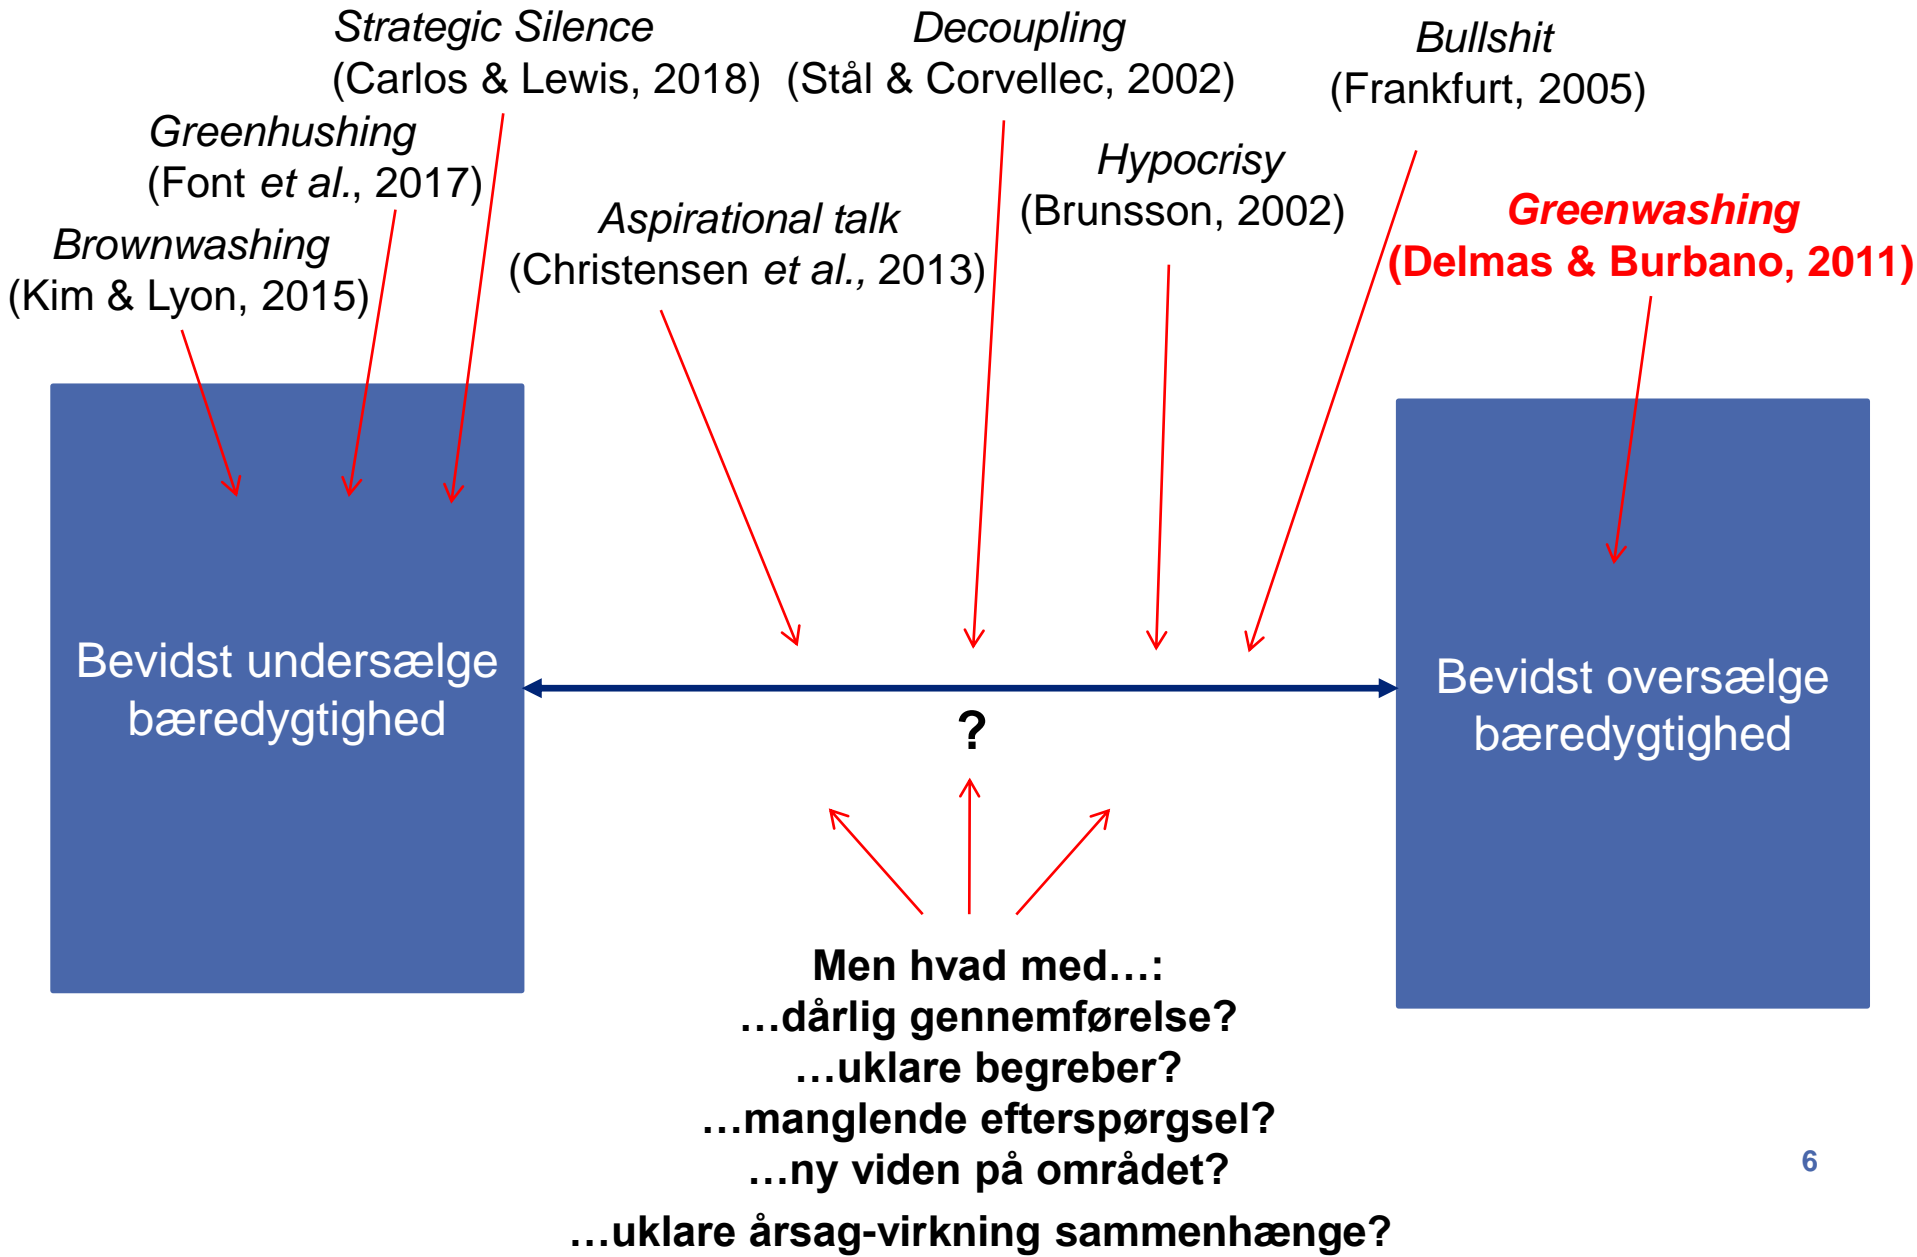 Strategic Silence
(Carlos & Lewis, 2018)
Decoupling
(Stål & Corvellec, 2002)
Bullshit
(Frankfurt, 2005)
Greenhushing
(Font et al., 2017)
Hypocrisy
(Brunsson, 2002)
Aspirational talk
(Christensen et al., 2013)
Greenwashing
(Delmas & Burbano, 2011)
Brownwashing
(Kim & Lyon, 2015)
Bevidst undersælge
bæredygtighed
?
Bevidst oversælge
bæredygtighed
Men hvad med…:
…dårlig gennemførelse?
…uklare begreber?
…manglende efterspørgsel?
…ny viden på området?
…uklare årsag-virkning sammenhænge?
6